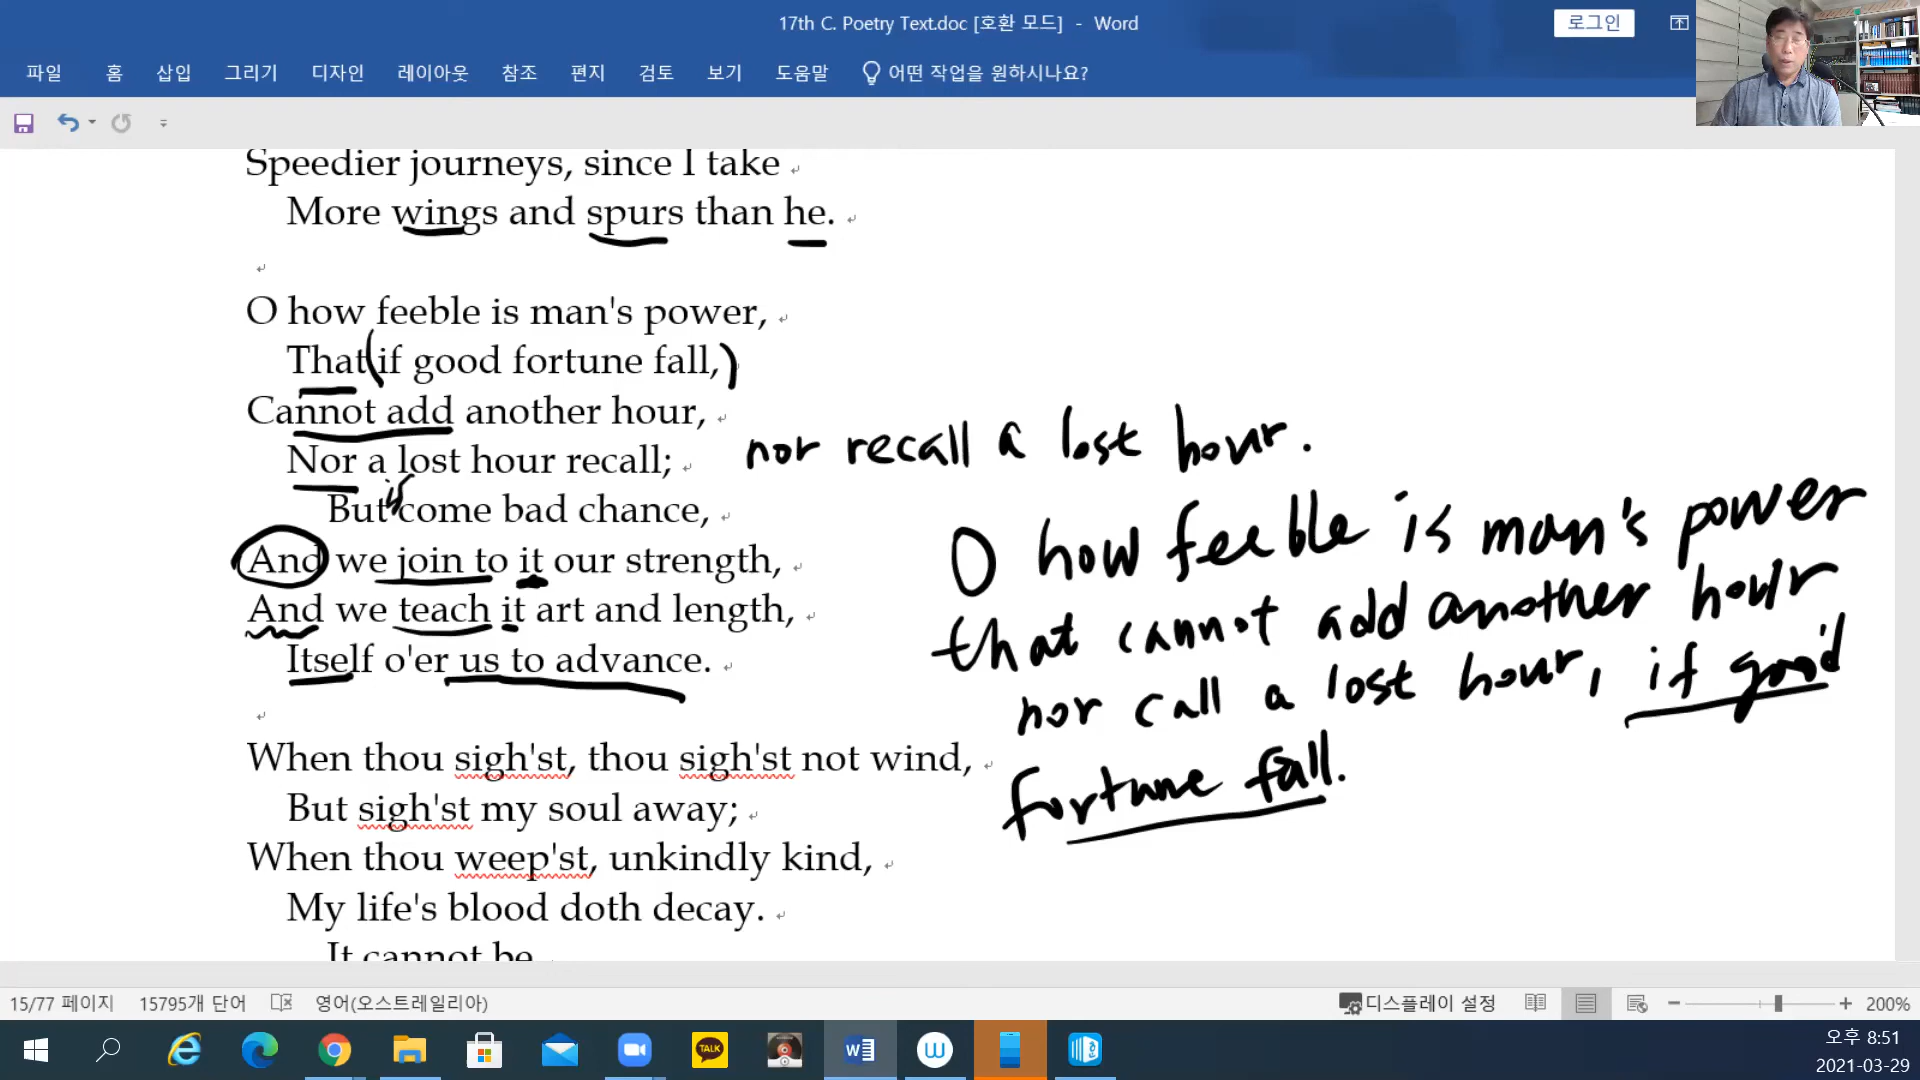 17th C. Poetry Text.doc [호환 모드] - Word
로그인
파일 홈 삽입 그리기 디자인 레이아웃 참조 편지 검토 보기 도움말 어떤 작업을 원하시나요?
Speedier journeys, since I take
More wings and spurs than he.
O how feeble is man's power,
That (if good fortune fall,)
Cannot add another hour,
Nor a lost hour recall;
nor recall a lost hour.
But if come bad chance,
And we join to it our strength,
And we teach it art and length,
Itself o'er us to advance.
O how feeble is man's power
that cannot add another hour
nor call a lost hour, if good
fortune fall.
When thou sigh'st, thou sigh'st not wind,
But sigh'st my soul away;
When thou weep'st, unkindly kind,
My life's blood doth decay.
It cannot be
15/77 페이지 15795개 단어 영어(오스트레일리아) 디스플레이 설정 200%
TALK
오후 8:51
2021-03-29